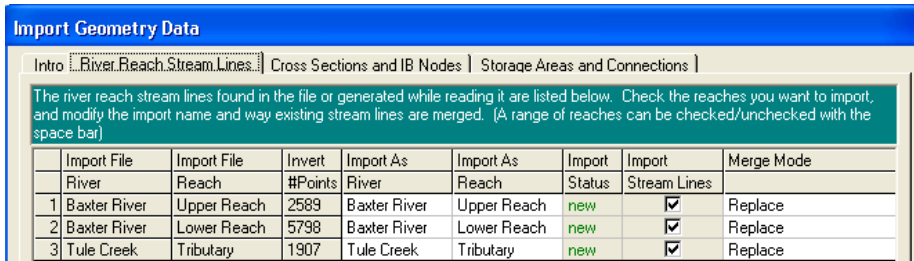 Import Geometry Data
Intro River Reach Stream Lines Cross Sections and IB Nodes Storage Areas and Connections
The river reach stream lines found in the file or generated while reading it are listed below. Check the reaches you want to import,
and modify the import name and way existing stream lines are merged. (A range of reaches can be checked/unchecked with the
space bar)
Import File Import File Invert Import As Import As Import Import Merge Mode
River Reach #Points River Reach Status Stream Lines
1 Baxter River Upper Reach 2589 Baxter River Upper Reach new Replace
2 Baxter River Lower Reach 5798 Baxter River Lower Reach new Replace
3 Tule Creek Tributary 1907 Tule Creek Tributary new Replace